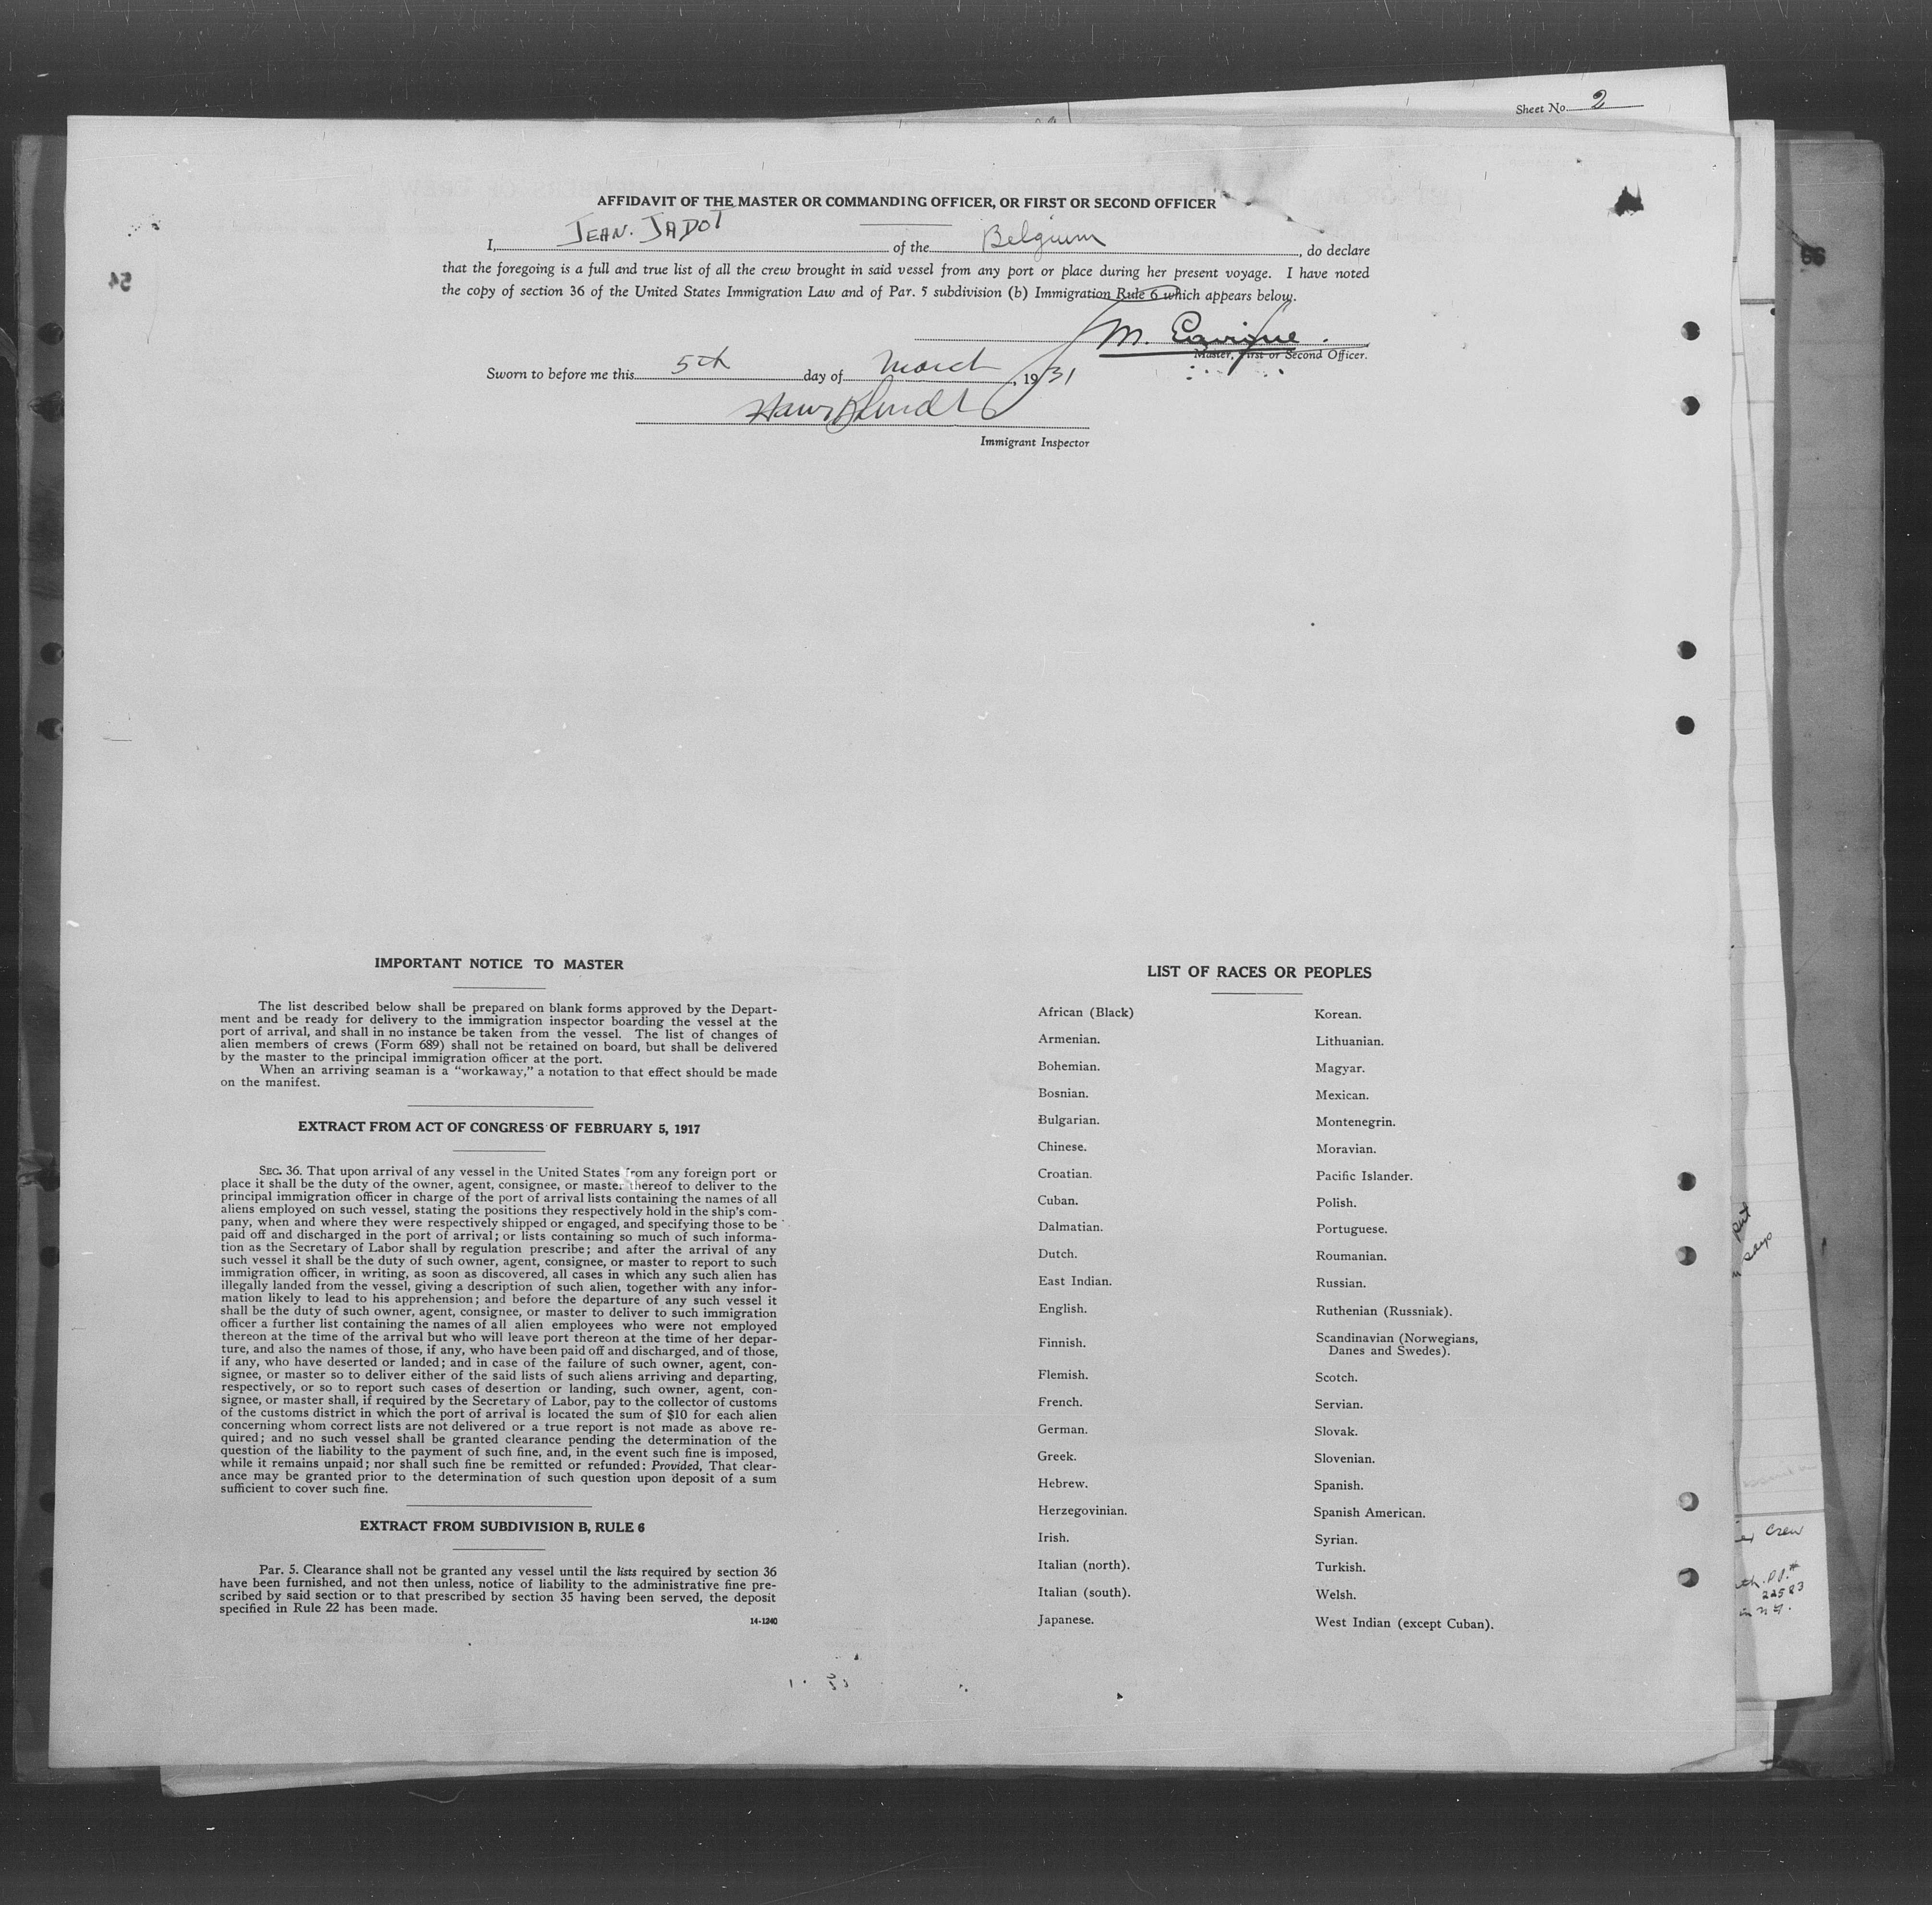 Sheet No. 2
AFFIDAVIT OF THE MASTER OR COMMANDING OFFICER, OR FIRST OR SECOND OFFICER
I, JEAN. JADOT of the Belgium, do declare
that the foregoing is a full and true list of all the crew brought in said vessel from any port or place during her present voyage. I have noted
the copy of section 36 of the United States Immigration Law and of Par. 5 subdivision (b) Immigration Rule 6 which appears below.
M.
Master, First or Second Officer.
Sworn to before me this 5th day of March, 1931
Immigrant Inspector
IMPORTANT NOTICE TO MASTER
The list described below shall be prepared on blank forms approved by the Depart-
ment and be ready for delivery to the immigration inspector boarding the vessel at the
port of arrival, and shall in no instance be taken from the vessel. The list of changes of
alien members of crews (Form 689) shall not be retained on board, but shall be delivered
by the master to the principal immigration officer at the port.
When an arriving seaman is a "workaway," a notation to that effect should be made
on the manifest.
EXTRACT FROM ACT OF CONGRESS OF FEBRUARY 5, 1917
SEC. 36. That upon arrival of any vessel in the United States from any foreign port or
place it shall be the duty of the owner, agent, consignee, or master thereof to deliver to the
principal immigration officer in charge of the port of arrival lists containing the names of all
aliens employed on such vessel, stating the positions they respectively hold in the ship's com-
pany, when and where they were respectively shipped or engaged, and specifying those to be
paid off and discharged in the port of arrival; or lists containing so much of such informa-
tion as the Secretary of Labor shall by regulation prescribe; and after the arrival of any
such vessel it shall be the duty of such owner, agent, consignee, or master to report to such
immigration officer, in writing, as soon as discovered, all cases in which any such alien has
illegally landed from the vessel, giving a description of such alien, together with any infor-
mation likely to lead to his apprehension; and before the departure of any such vessel it
shall be the duty of such owner, agent, consignee, or master to deliver to such immigration
officer a further list containing the names of all alien employees who were not employed
thereon at the time of the arrival but who will leave port thereon at the time of her depar-
ture, and also the names of those, if any, who have been paid off and discharged, and of those,
if any, who have deserted or landed; and in case of the failure of such owner, agent, con-
signee, or master so to deliver either of the said lists of such aliens arriving and departing,
respectively, or so to report such cases of desertion or landing, such owner, agent, con-
signee, or master shall, if required by the Secretary of Labor, pay to the collector of customs
of the customs district in which the port of arrival is located the sum of $10 for each alien
concerning whom correct lists are not delivered or a true report is not made as above re-
quired; and no such vessel shall be granted clearance pending the determination of the
question of the liability to the payment of such fine, and, in the event such fine is imposed,
while it remains unpaid; nor shall such fine be remitted or refunded: Provided, That clear-
ance may be granted prior to the determination of such question upon deposit of a sum
sufficient to cover such fine.
EXTRACT FROM SUBDIVISION B, RULE 6
Par. 5. Clearance shall not be granted any vessel until the lists required by section 36
have been furnished, and not then unless, notice of liability to the administrative fine pre-
scribed by said section or to that prescribed by section 35 having been served, the deposit
specified in Rule 22 has been made.
14-1240
LIST OF RACES OR PEOPLES
African (Black)
Armenian.
Bohemian.
Bosnian.
Bulgarian.
Chinese.
Croatian.
Cuban.
Dalmatian.
Dutch.
East Indian.
English.
Finnish.
Flemish.
French.
German.
Greek.
Hebrew.
Herzegovinian.
Irish.
Italian (north).
Italian (south).
Japanese.
Korean.
Lithuanian.
Magyar.
Mexican.
Montenegrin.
Moravian.
Pacific Islander.
Polish.
Portuguese.
Roumanian.
Russian.
Ruthenian (Russniak).
Scandinavian (Norwegians,
Danes and Swedes).
Scotch.
Servian.
Slovak.
Slovenian.
Spanish.
Spanish American.
Syrian.
Turkish.
Welsh.
West Indian (except Cuban).
says
Crew
22583